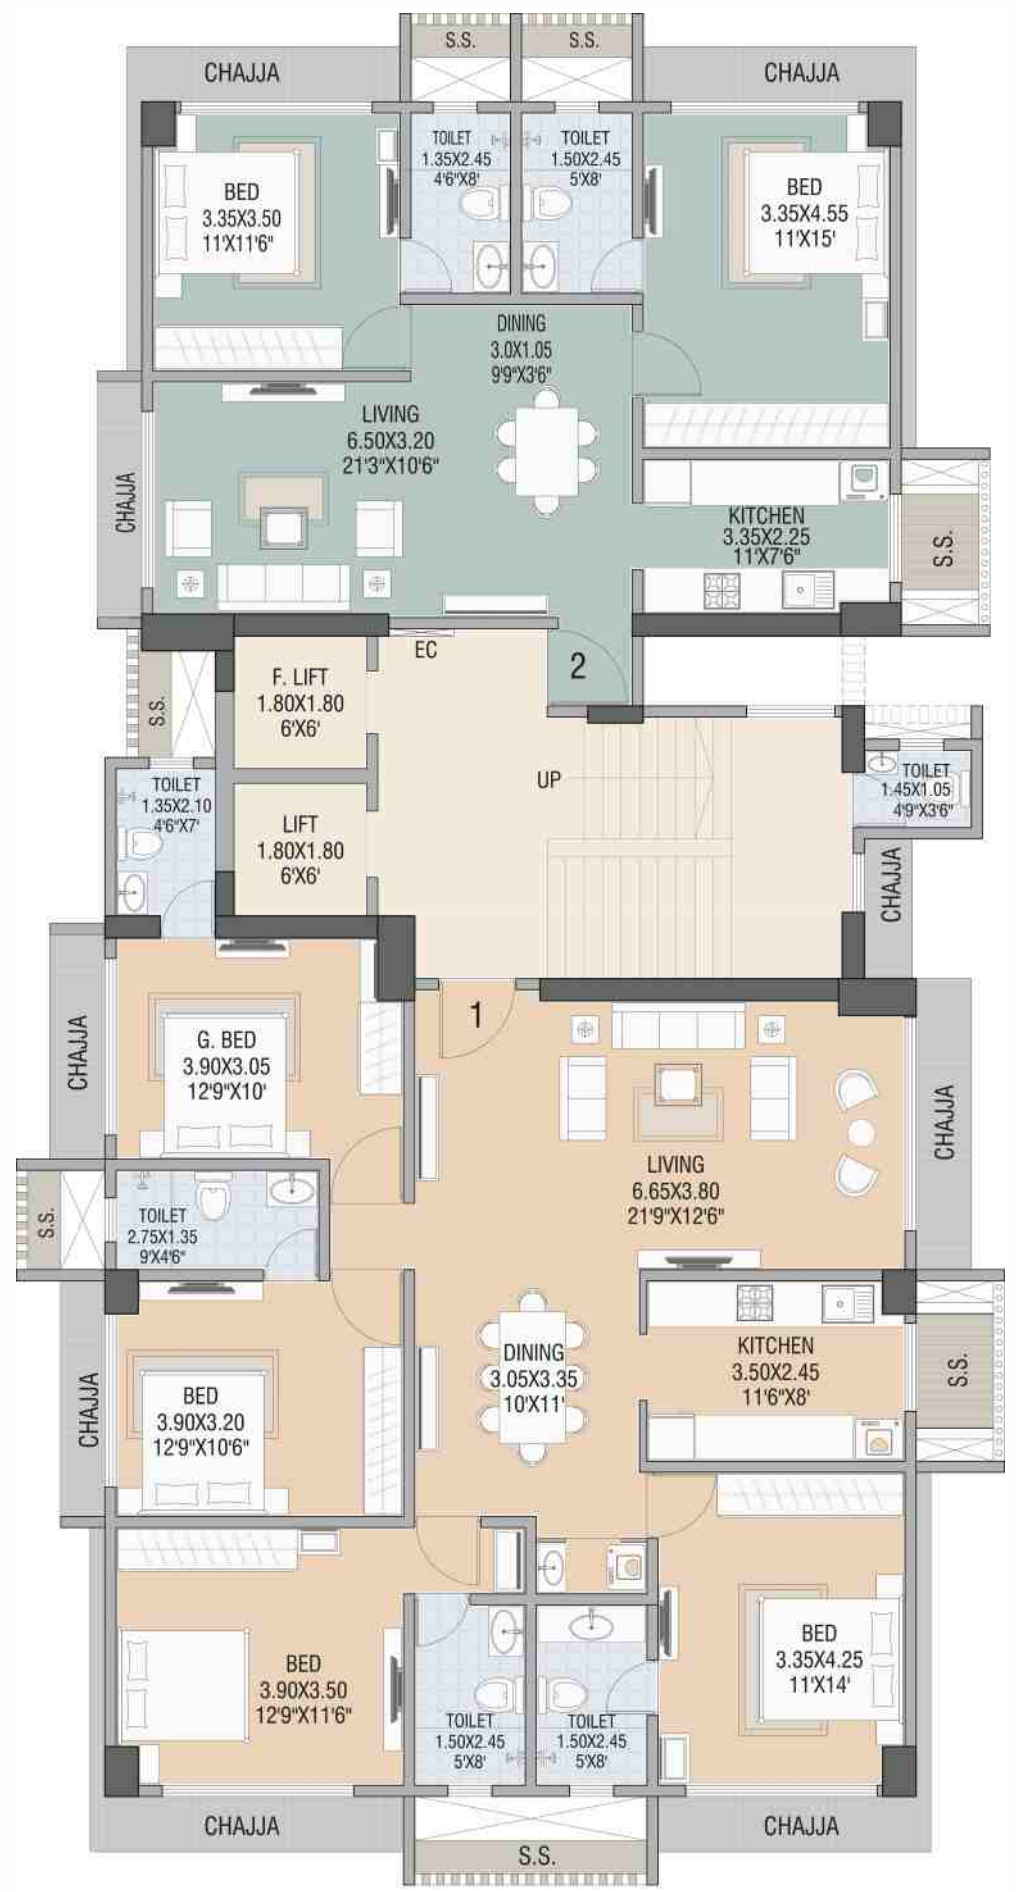 S.S.
S.S.
CHAJJA
CHAJJA
TOILET
1.35X2.45
4'6"X8'
TOILET
1.50X2.45
5'X8'
BED
3.35X3.50
11'X11'6"
BED
3.35X4.55
11'X15'
DINING
3.0X1.05
9'9"X3'6"
LIVING
6.50X3.20
21'3"X10'6"
CHAJJA
KITCHEN
3.35X2.25
11'X7'6"
S.S.
EC
2
F. LIFT
1.80X1.80
6'X6'
S.S.
UP
TOILET
1.45X1.05
4'9"X3'6"
TOILET
1.35X2.10
4'6"X7'
LIFT
1.80X1.80
6'X6'
CHAJJA
1
G. BED
3.90X3.05
12'9"X10'
CHAJJA
CHAJJA
LIVING
6.65X3.80
21'9"X12'6"
S.S.
TOILET
2.75X1.35
9'X4'6"
DINING
3.05X3.35
10'X11'
KITCHEN
3.50X2.45
11'6"X8'
S.S.
BED
3.90X3.20
12'9"X10'6"
CHAJJA
BED
3.35X4.25
11'X14'
BED
3.90X3.50
12'9"X11'6"
TOILET
1.50X2.45
5'X8'
TOILET
1.50X2.45
5'X8'
CHAJJA
CHAJJA
S.S.